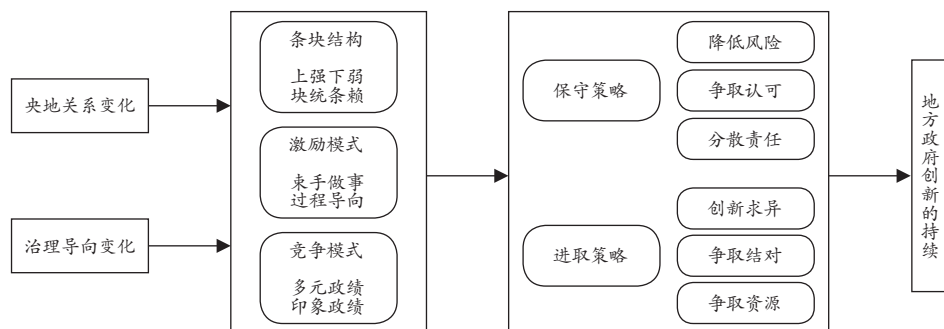 央地关系变化
治理导向变化
条块结构
上强下弱
块统条赖
激励模式
束手做事
过程导向
竞争模式
多元政绩
印象政绩
保守策略
降低风险
争取认可
分散责任
进取策略
创新求异
争取结对
争取资源
地方政府创新的持续